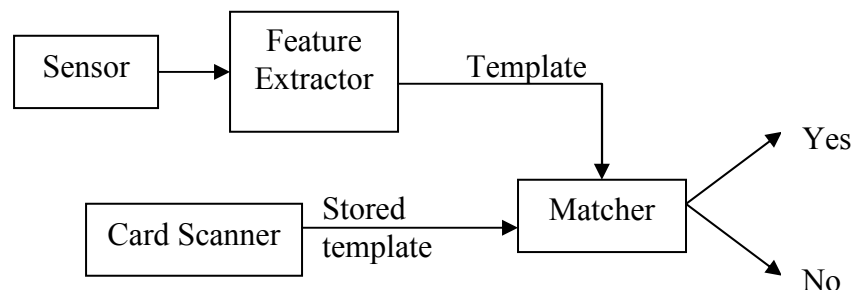 Sensor
Feature
Extractor
Template
Yes
Card Scanner
Stored
template
Matcher
No